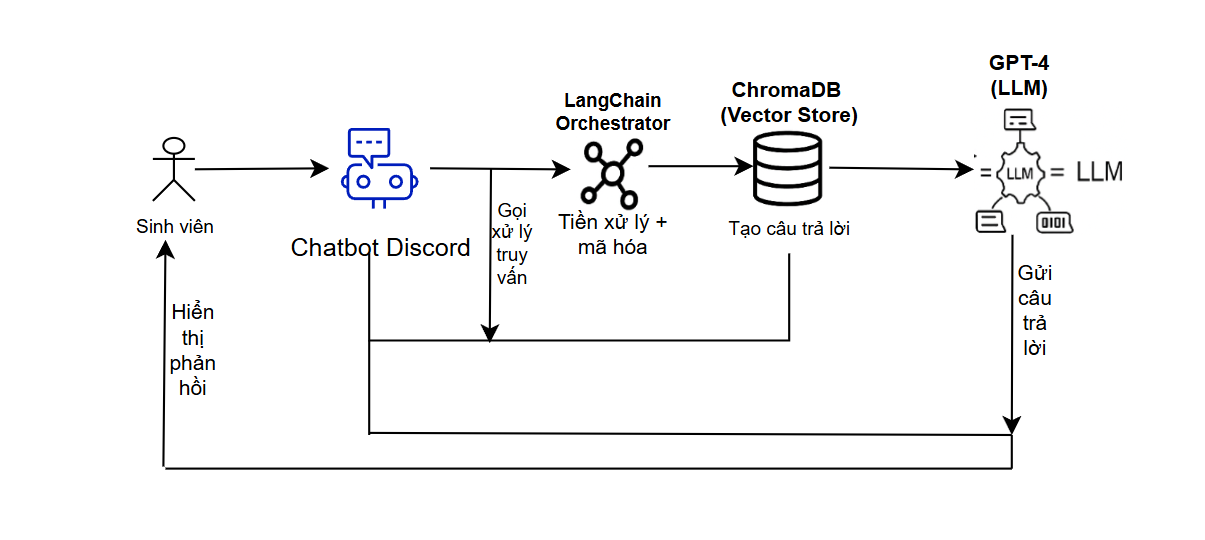 GPT-4
(LLM)
ChromaDB
(Vector Store)
LangChain
Orchestrator
LLM
= LLM
=
Sinh viên
Chatbot Discord
Gọi
xử lý
truy
vấn
Tiền xử lý +
mã hóa
Tạo câu trả lời
0101
Gửi
câu
trả
lời
Hiển
thị
phản
hồi